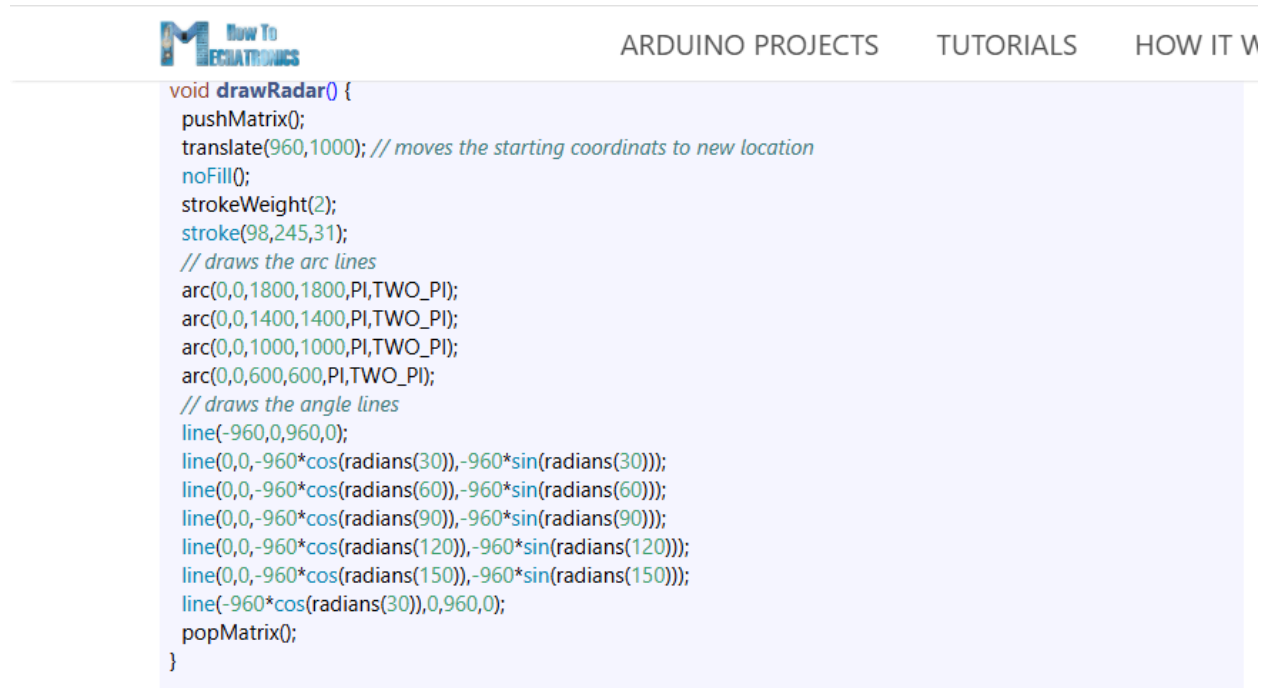 How To
MECHATRONICS
ARDUINO PROJECTS
TUTORIALS
HOW IT W
void drawRadar() {
pushMatrix();
translate(960,1000); // moves the starting coordinats to new location
noFill();
strokeWeight(2);
stroke(98,245,31);
// draws the arc lines
arc(0,0,1800,1800,PI,TWO_PI);
arc(0,0,1400,1400,PI,TWO_PI);
arc(0,0,1000,1000,PI,TWO_PI);
arc(0,0,600,600,PI,TWO_PI);
// draws the angle lines
line(-960,0,960,0);
line(0,0,-960*cos(radians(30)),-960*sin(radians(30)));
line(0,0,-960*cos(radians(60)),-960*sin(radians(60)));
line(0,0,-960*cos(radians(90)),-960*sin(radians(90)));
line(0,0,-960*cos(radians(120)),-960*sin(radians(120)));
line(0,0,-960*cos(radians(150)),-960*sin(radians(150)));
line(-960*cos(radians(30)),0,960,0);
popMatrix();
}